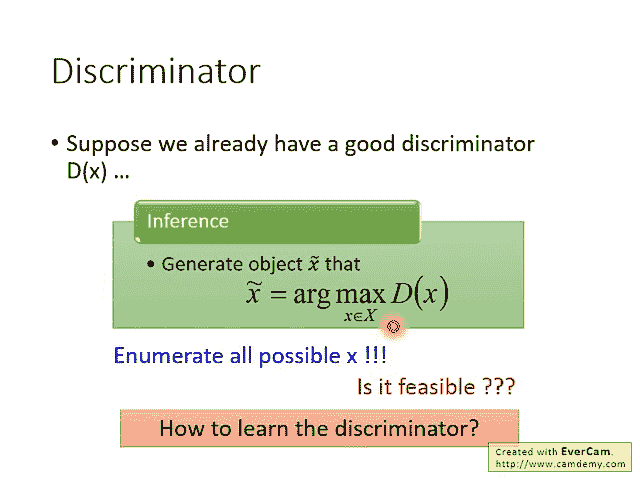 Discriminator
• Suppose we already have a good discriminator
D(x) …
Inference
• Generate object x̃ that
x̃ = arg max D(x)
x∈X
Enumerate all possible x !!!
Is it feasible ???
How to learn the discriminator?
Created with EverCam.
http://www.camdemy.com